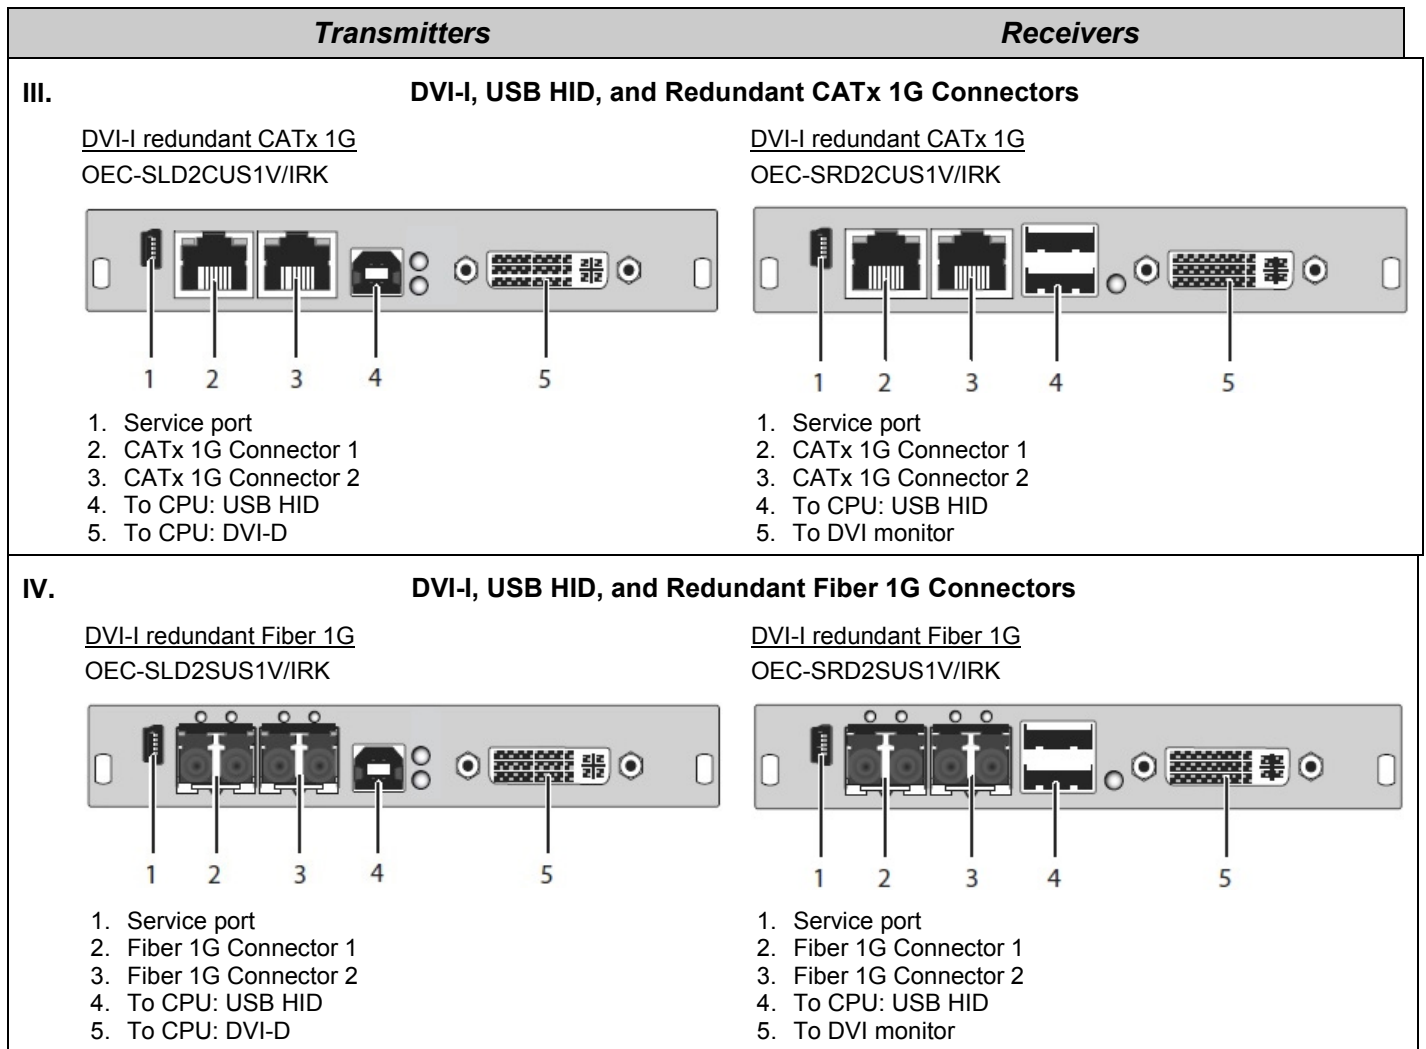 Transmitters Receivers
III. DVI-I, USB HID, and Redundant CATx 1G Connectors
DVI-I redundant CATx 1G
OEC-SLD2CUS1V/IRK
1 2 3 4 5
1. Service port
2. CATx 1G Connector 1
3. CATx 1G Connector 2
4. To CPU: USB HID
5. To CPU: DVI-D
DVI-I redundant CATx 1G
OEC-SRD2CUS1V/IRK
1 2 3 4 5
1. Service port
2. CATx 1G Connector 1
3. CATx 1G Connector 2
4. To CPU: USB HID
5. To DVI monitor
IV. DVI-I, USB HID, and Redundant Fiber 1G Connectors
DVI-I redundant Fiber 1G
OEC-SLD2SUS1V/IRK
1 2 3 4 5
1. Service port
2. Fiber 1G Connector 1
3. Fiber 1G Connector 2
4. To CPU: USB HID
5. To CPU: DVI-D
DVI-I redundant Fiber 1G
OEC-SRD2SUS1V/IRK
1 2 3 4 5
1. Service port
2. Fiber 1G Connector 1
3. Fiber 1G Connector 2
4. To CPU: USB HID
5. To DVI monitor